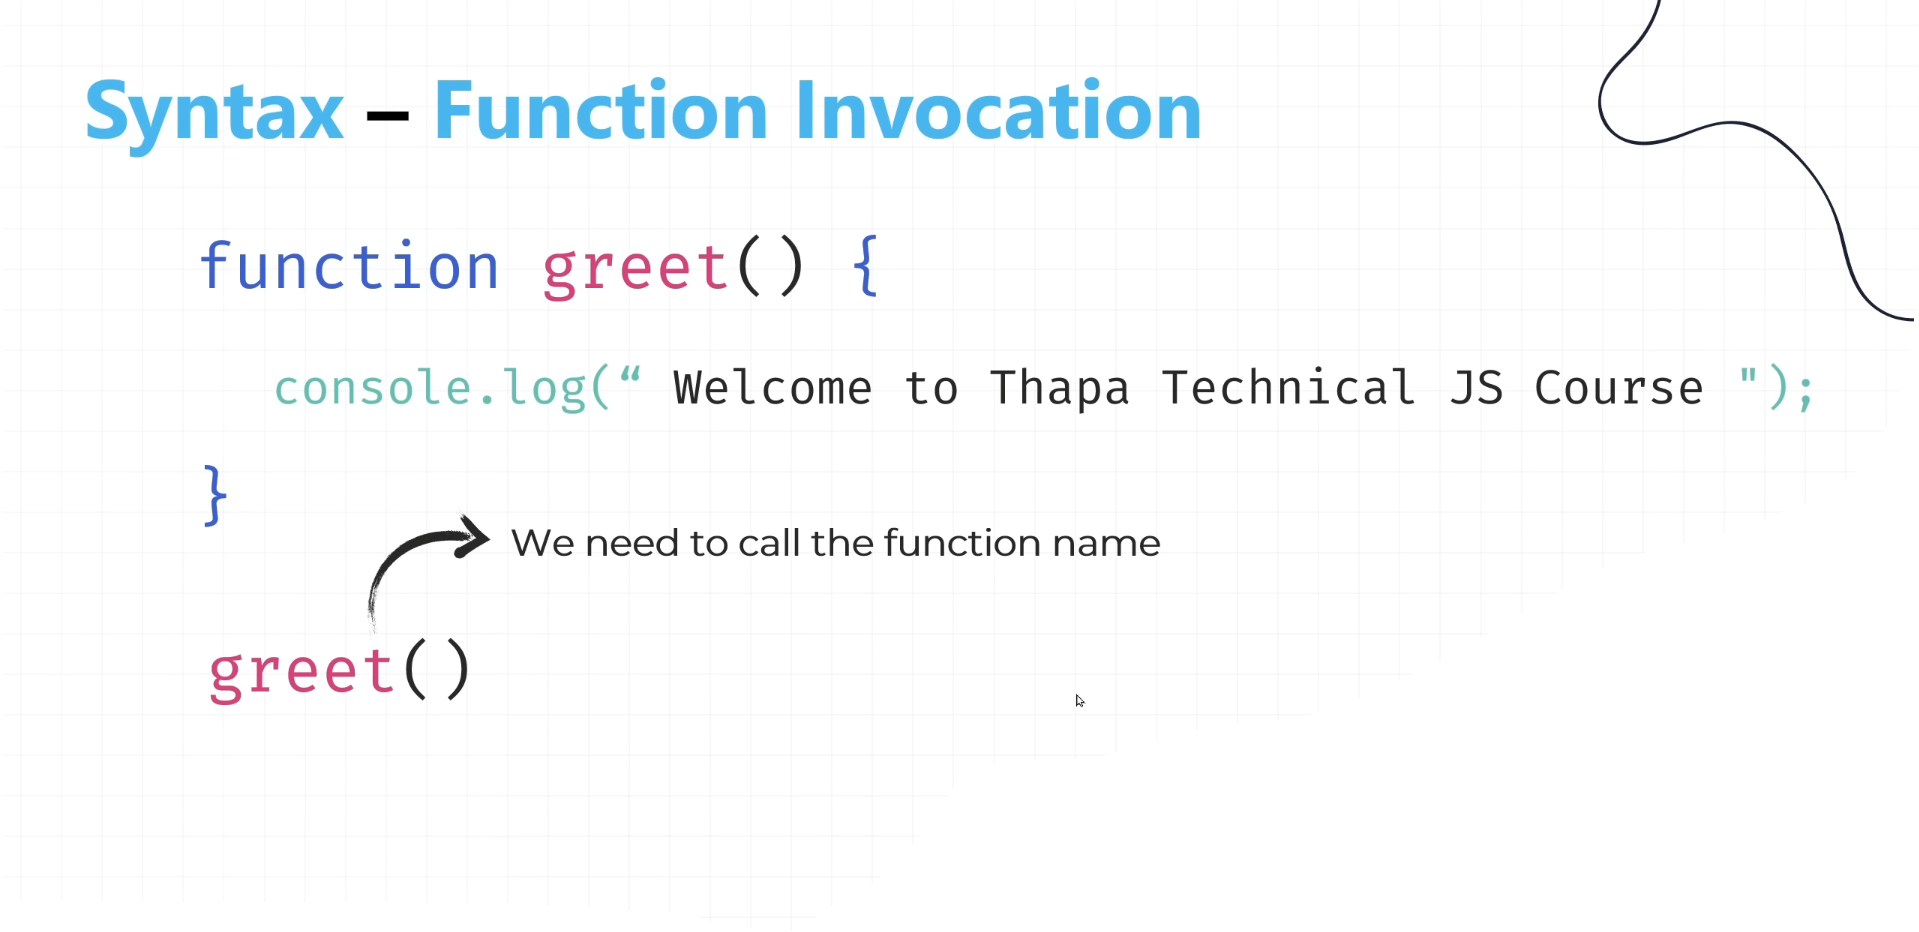 Syntax – Function Invocation
function greet() {
console.log(“ Welcome to Thapa Technical JS Course ");
}
We need to call the function name
greet()